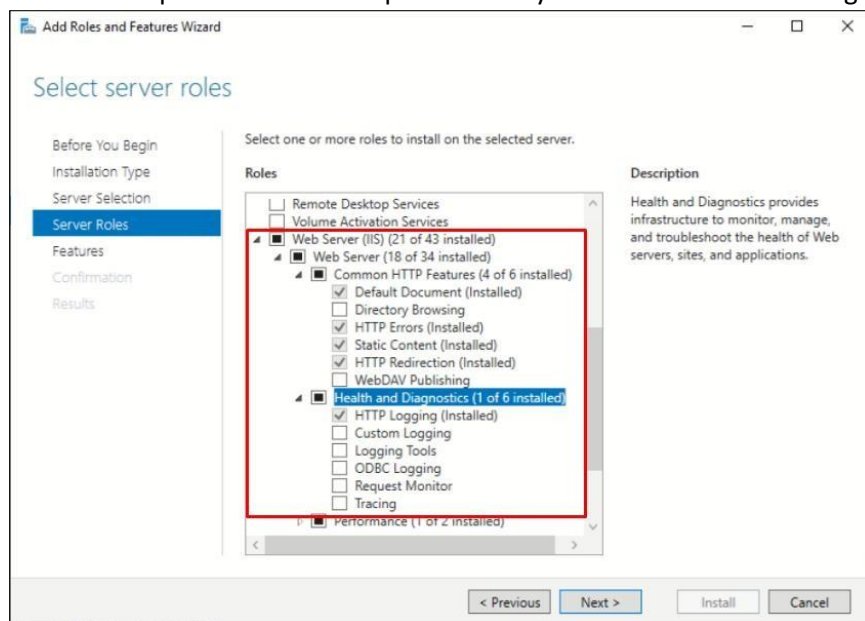 Add Roles and Features Wizard
Select server roles
Before You Begin
Installation Type
Server Selection
Server Roles
Features
Confirmation
Results
Select one or more roles to install on the selected server.
Roles
Remote Desktop Services
Volume Activation Services
Web Server (IIS) (21 of 43 installed)
Web Server (18 of 34 installed)
Common HTTP Features (4 of 6 installed)
Default Document (Installed)
Directory Browsing
HTTP Errors (Installed)
Static Content (Installed)
HTTP Redirection (Installed)
WebDAV Publishing
Health and Diagnostics (1 of 6 installed)
HTTP Logging (Installed)
Custom Logging
Logging Tools
ODBC Logging
Request Monitor
Tracing
Performance (1 of 2 installed)
Description
Health and Diagnostics provides
infrastructure to monitor, manage,
and troubleshoot the health of Web
servers, sites, and applications.
< Previous
Next >
Install
Cancel